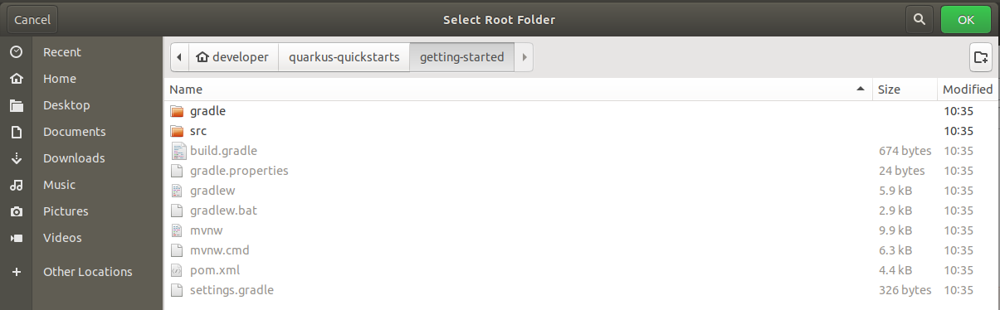 Cancel Select Root Folder OK
Recent
Home
Desktop
Documents
Downloads
Music
Pictures
Videos
Other Locations
developer quarkus-quickstarts getting-started
Name Size Modified
gradle 10:35
src 10:35
build.gradle 674 bytes 10:35
gradle.properties 24 bytes 10:35
gradlew 5.9 kB 10:35
gradlew.bat 2.9 kB 10:35
mvnw 9.9 kB 10:35
mvnw.cmd 6.3 kB 10:35
pom.xml 4.4 kB 10:35
settings.gradle 326 bytes 10:35